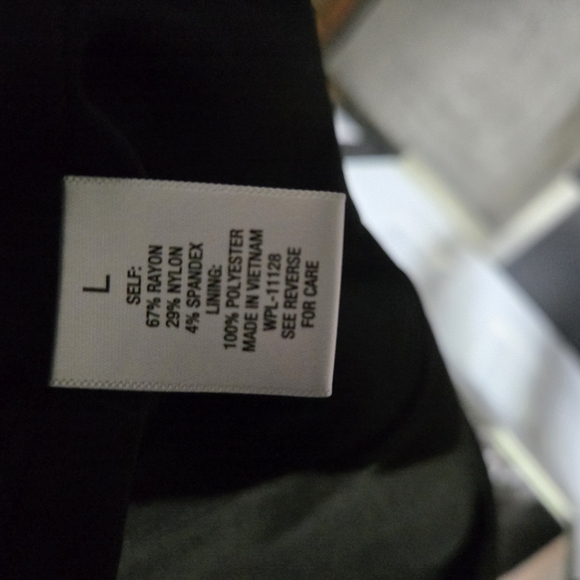 L
SELF:
67% RAYON
29% NYLON
4% SPANDEX
LINING:
100% POLYESTER
MADE IN VIETNAM
WPL-11128
SEE REVERSE
FOR CARE